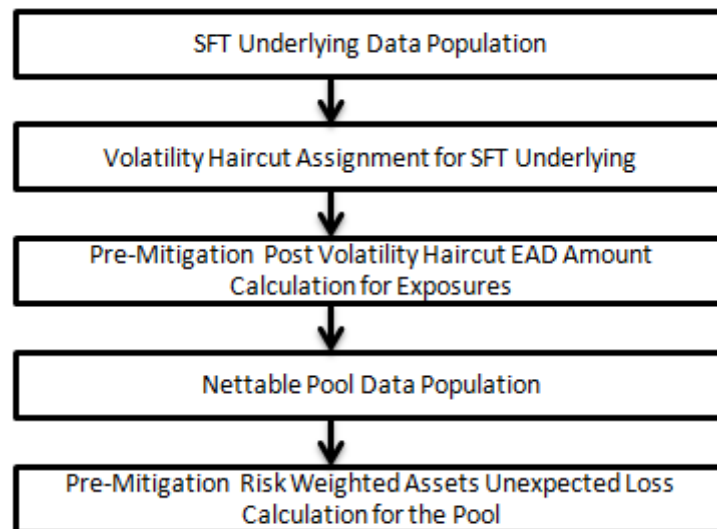 SFT Underlying Data Population
Volatility Haircut Assignment for SFT Underlying
Pre-Mitigation Post Volatility Haircut EAD Amount
Calculation for Exposures
Nettable Pool Data Population
Pre-Mitigation Risk Weighted Assets Unexpected Loss
Calculation for the Pool